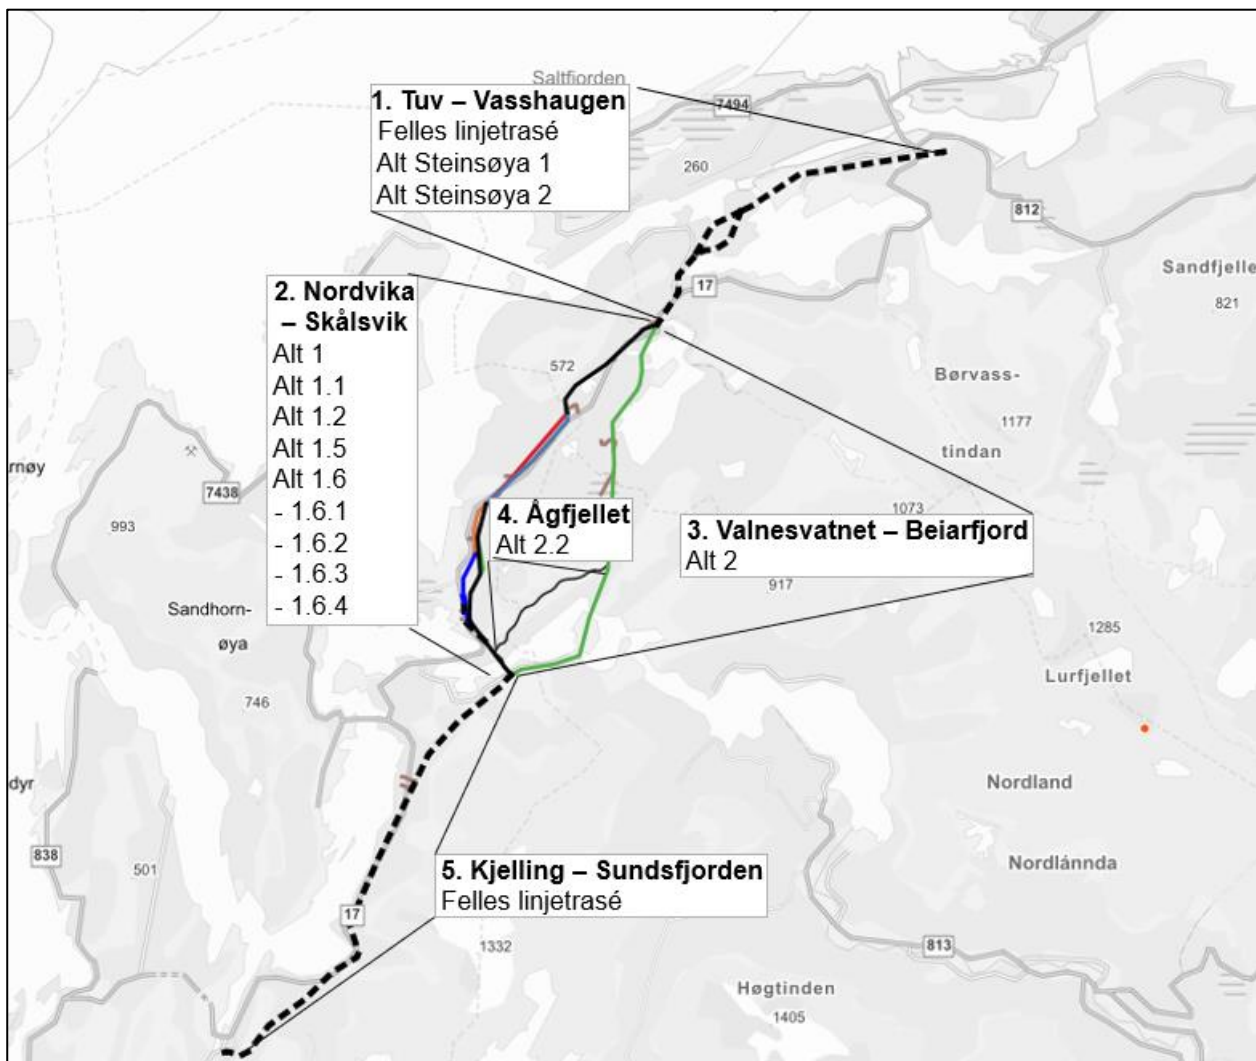 Saltfjorden
1. Tuv – Vasshaugen
Felles linjetrasé
Alt Steinsøya 1
Alt Steinsøya 2
7494
260
812
Sandfjelle
821
17
2. Nordvika
– Skålsvik
Alt 1
Alt 1.1
Alt 1.2
Alt 1.5
Alt 1.6
- 1.6.1
- 1.6.2
- 1.6.3
- 1.6.4
572
Børvass-
1177
tindan
rnøy
7438
993
4. Ågfjellet
Alt 2.2
1073
3. Valnesvatnet – Beiarfjord
Alt 2
917
Sandhorn-
øya
1285
Lurfjellet
746
dyr
Nordland
838
501
Nordlánnda
5. Kjelling – Sundsfjorden
Felles linjetrasé
17
1332
813
Høgtinden
1405